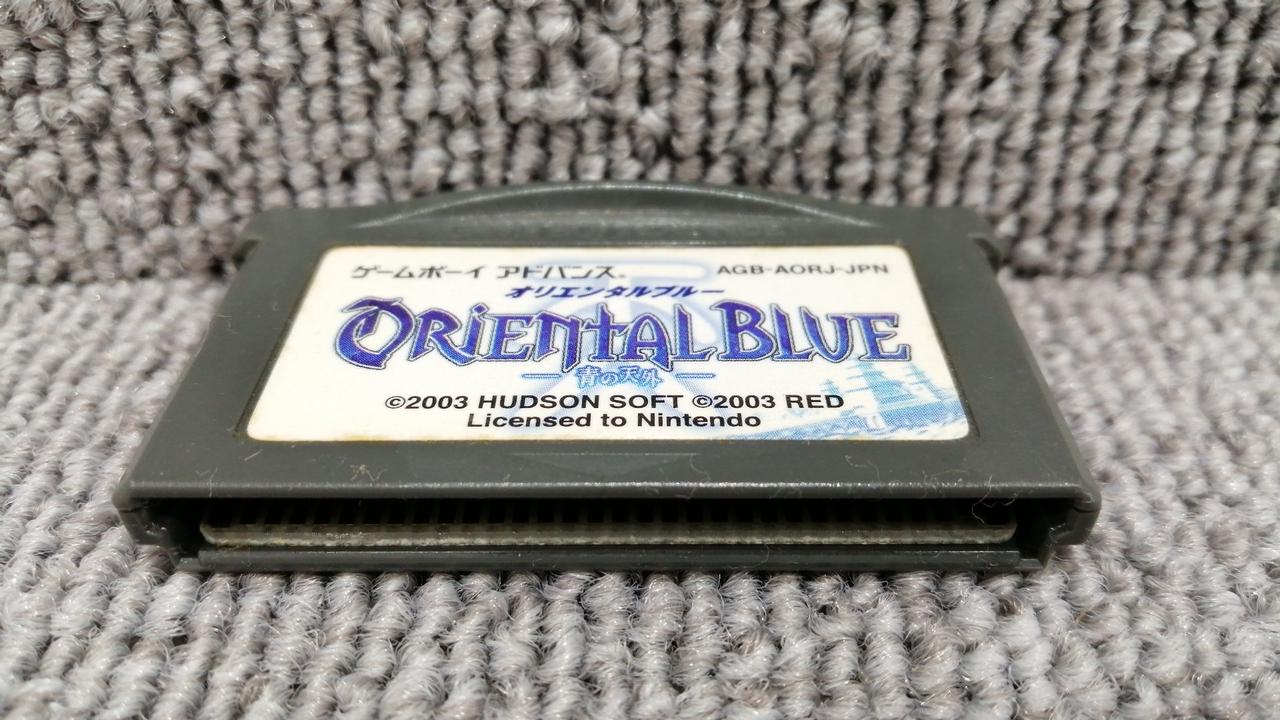 ゲームボーイ アドバンス。 AGB-AORJ-JPN
オリエンタルブルー
ORIENTAL BLUE
青の天外
©2003 HUDSON SOFT ©2003 RED
Licensed to Nintendo